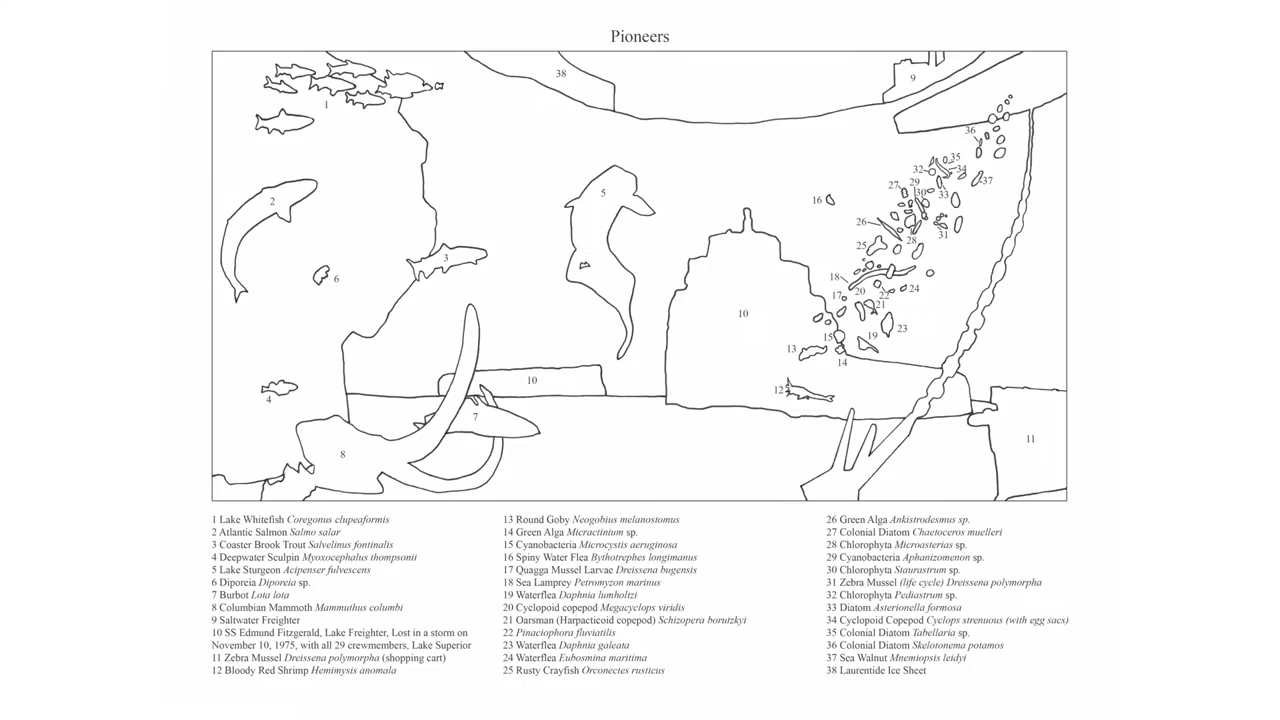 Pioneers
38
9
1
36
35
32
34
37
2
27
29
5
30
33
16
26
31
28
25
3
6
18
24
17
20
22
21
10
23
15
19
13
14
10
12
4
7
11
8
1 Lake Whitefish Coregonus clupeaformis
2 Atlantic Salmon Salmo salar
3 Coaster Brook Trout Salvelinus fontinalis
4 Deepwater Sculpin Myoxocephalus thompsonii
5 Lake Sturgeon Acipenser fulvescens
6 Diporeia Diporeia sp.
7 Burbot Lota lota
8 Columbian Mammoth Mammuthus columbi
9 Saltwater Freighter
10 SS Edmund Fitzgerald, Lake Freighter, Lost in a storm on
November 10, 1975, with all 29 crewmembers, Lake Superior
11 Zebra Mussel Dreissena polymorpha (shopping cart)
12 Bloody Red Shrimp Hemimysis anomala
13 Round Goby Neogobius melanostomus
14 Green Alga Micractinium sp.
15 Cyanobacteria Microcystis aeruginosa
16 Spiny Water Flea Bythotrephes longimanus
17 Quagga Mussel Larvae Dreissena bugensis
18 Sea Lamprey Petromyzon marinus
19 Waterflea Daphnia lumholtzi
20 Cyclopoid copepod Megacyclops viridis
21 Oarsman (Harpacticoid copepod) Schizopera borutzkyi
22 Pinaciophora fluviatilis
23 Waterflea Daphnia galeata
24 Waterflea Eubosmina maritima
25 Rusty Crayfish Orconectes rusticus
26 Green Alga Ankistrodesmus sp.
27 Colonial Diatom Chaetoceros muelleri
28 Chlorophyta Microasterias sp.
29 Cyanobacteria Aphanizomenon sp.
30 Chlorophyta Staurastrum sp.
31 Zebra Mussel (life cycle) Dreissena polymorpha
32 Chlorophyta Pediastrum sp.
33 Diatom Asterionella formosa
34 Cyclopoid Copepod Cyclops strenuous (with egg sacs)
35 Colonial Diatom Tabellaria sp.
36 Colonial Diatom Skelotonema potamos
37 Sea Walnut Mnemiopsis leidyi
38 Laurentide Ice Sheet